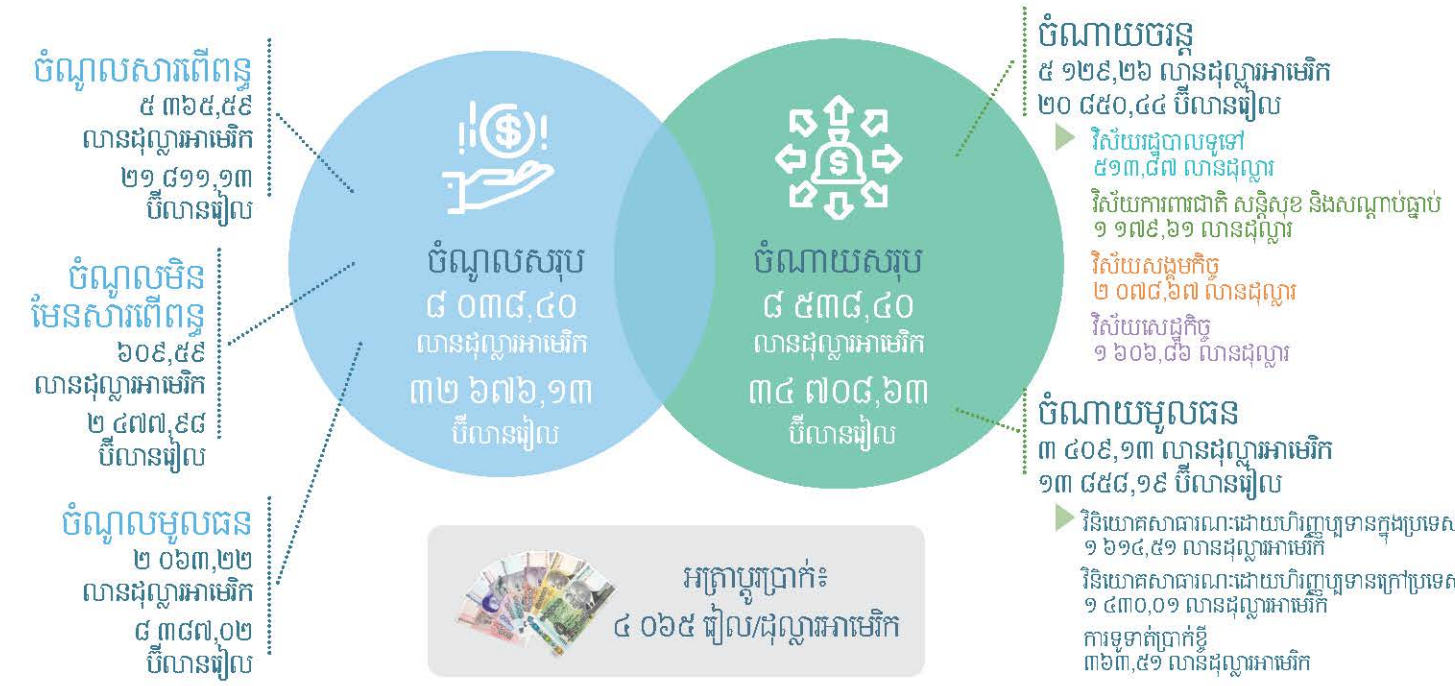 ចំណូលសារពើពន្ធ
៥ ៣៦៥,៥៩
លានដុល្លារអាមេរិក
២១ ៨១១,១៣
ប៊ីលានរៀល
ចំណូលមិន
មែនសារពើពន្ធ
៦០៩,៥៩
លានដុល្លារអាមេរិក
២ ៤៧៧,៩៨
ប៊ីលានរៀល
ចំណូលមូលធន
២ ០៦៣,២២
លានដុល្លារអាមេរិក
៨ ៣៨៧,០២
ប៊ីលានរៀល
ចំណូលសរុប
៨ ០៣៨,៤០
លានដុល្លារអាមេរិក
៣២ ៦៧៦,១៣
ប៊ីលានរៀល
ចំណាយសរុប
៨ ៥៣៨,៤០
លានដុល្លារអាមេរិក
៣៤ ៧០៨,៦៣
ប៊ីលានរៀល
អត្រាប្តូរប្រាក់៖
៤ ០៦៥ រៀល/ដុល្លារអាមេរិក
ចំណាយចរន្ត
៥ ១២៩,២៦ លានដុល្លារអាមេរិក
២០ ៨៥០,៤៤ ប៊ីលានរៀល
វិស័យរដ្ឋបាលទូទៅ
៥១៣,៨៧ លានដុល្លារ
វិស័យការពារជាតិ សន្តិសុខ និងសណ្តាប់ធ្នាប់
១ ១៧៩,៦១ លានដុល្លារ
វិស័យសង្គមកិច្ច
២ ០៧៨,៦៧ លានដុល្លារ
វិស័យសេដ្ឋកិច្ច
១ ៦០៦,៨៦ លានដុល្លារ
ចំណាយមូលធន
៣ ៤០៩,១៣ លានដុល្លារអាមេរិក
១៣ ៨៥៨,១៩ ប៊ីលានរៀល
វិនិយោគសាធារណៈដោយហិរញ្ញប្បទានក្នុងប្រទេស
១ ៦១៤,៥១ លានដុល្លារអាមេរិក
វិនិយោគសាធារណៈដោយហិរញ្ញប្បទានក្រៅប្រទេស
១ ៤៣០,០១ លានដុល្លារអាមេរិក
ការទូទាត់ប្រាក់ខ្ចី
៣៦៣,៥១ លានដុល្លារអាមេរិក